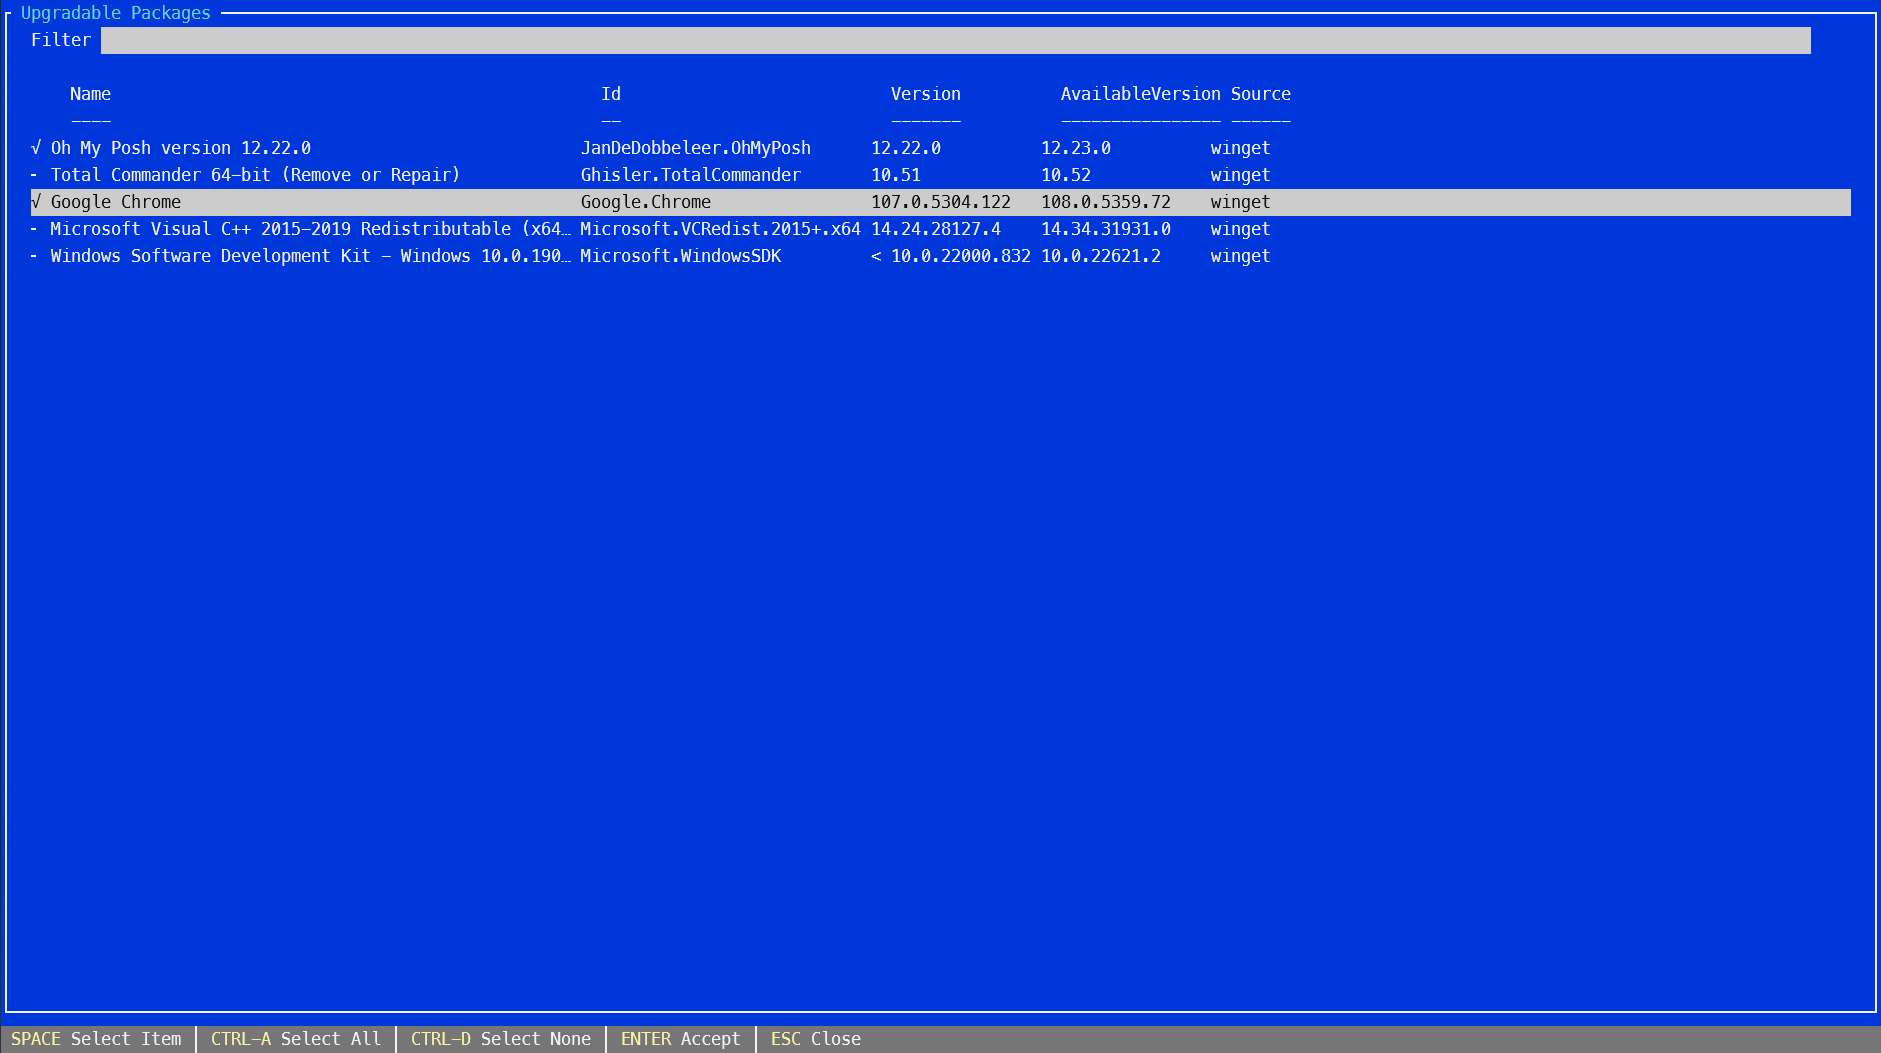 Upgradable Packages
Filter
Name Id Version AvailableVersion Source
---- -- ------- ---------------- ------
√ Oh My Posh version 12.22.0 JanDeDobbeleer.OhMyPosh 12.22.0 12.23.0 winget
- Total Commander 64-bit (Remove or Repair) Ghisler.TotalCommander 10.51 10.52 winget
√ Google Chrome Google.Chrome 107.0.5304.122 108.0.5359.72 winget
- Microsoft Visual C++ 2015-2019 Redistributable (x64… Microsoft.VCRedist.2015+.x64 14.24.28127.4 14.34.31931.0 winget
- Windows Software Development Kit - Windows 10.0.190… Microsoft.WindowsSDK < 10.0.22000.832 10.0.22621.2 winget
SPACE Select Item CTRL-A Select All CTRL-D Select None ENTER Accept ESC Close